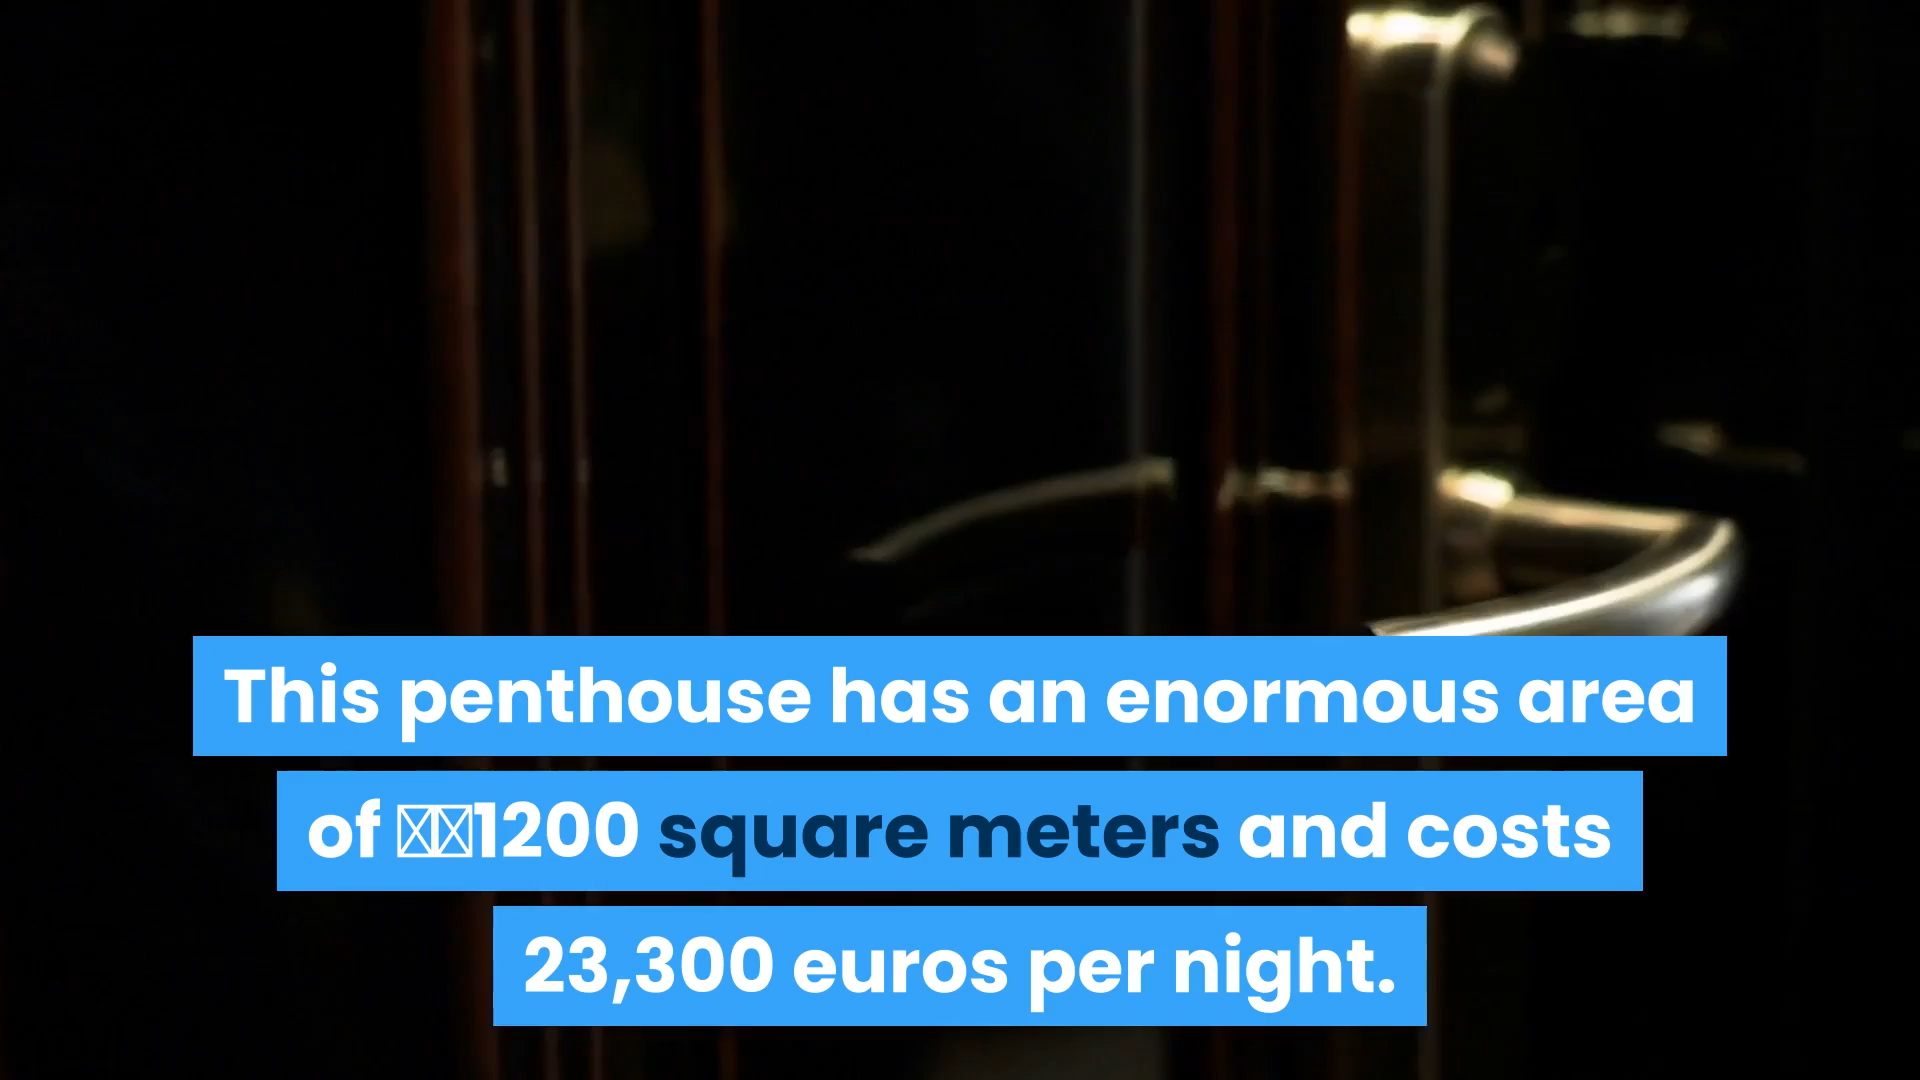 This penthouse has an enormous area
of 1200 square meters and costs
23,300 euros per night.